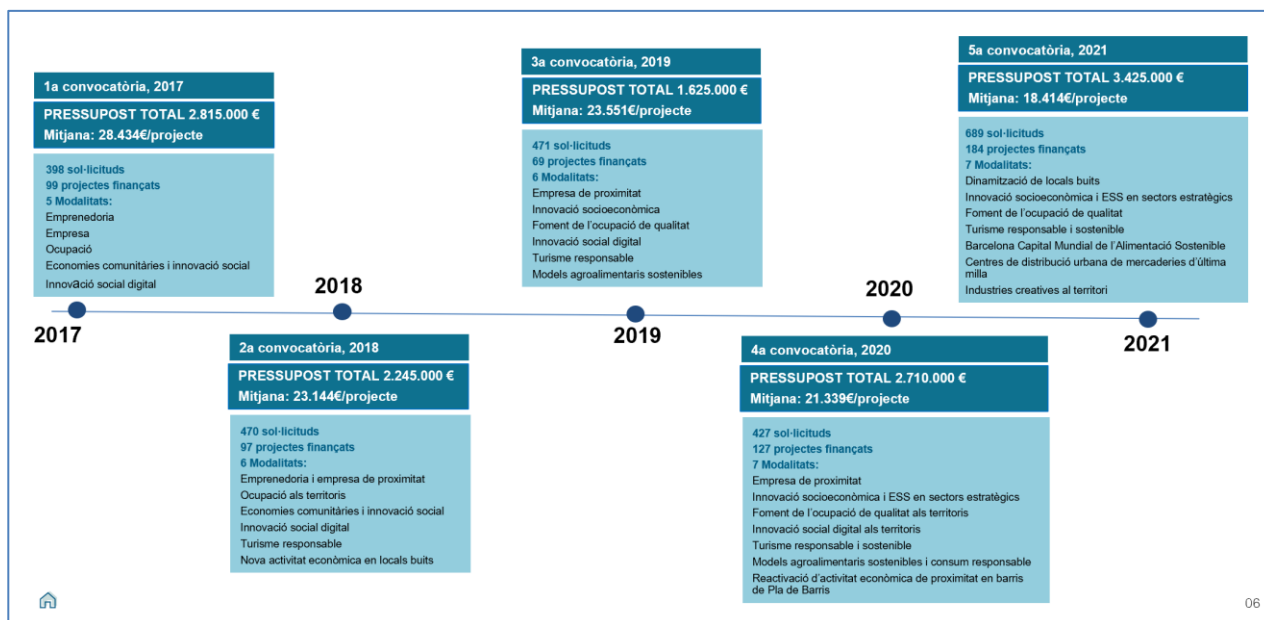 1a convocatòria, 2017
PRESSUPOST TOTAL 2.815.000 €
Mitjana: 28.434€/projecte
398 sol·licituds
99 projectes finançats
5 Modalitats:
Emprenedoria
Empresa
Ocupació
Economies comunitàries i innovació social
Innovació social digital
2017
2018
2a convocatòria, 2018
PRESSUPOST TOTAL 2.245.000 €
Mitjana: 23.144€/projecte
470 sol·licituds
97 projectes finançats
6 Modalitats:
Emprenedoria i empresa de proximitat
Ocupació als territoris
Economies comunitàries i innovació social
Innovació social digital
Turisme responsable
Nova activitat econòmica en locals buits
3a convocatòria, 2019
PRESSUPOST TOTAL 1.625.000 €
Mitjana: 23.551€/projecte
471 sol·licituds
69 projectes finançats
6 Modalitats:
Empresa de proximitat
Innovació socioeconòmica
Foment de l'ocupació de qualitat
Innovació social digital
Turisme responsable
Models agroalimentaris sostenibles
2019
2020
4a convocatòria, 2020
PRESSUPOST TOTAL 2.710.000 €
Mitjana: 21.339€/projecte
427 sol·licituds
127 projectes finançats
7 Modalitats:
Empresa de proximitat
Innovació socioeconòmica i ESS en sectors estratègics
Foment de l'ocupació de qualitat als territoris
Innovació social digital als territoris
Turisme responsable i sostenible
Models agroalimentaris sostenibles i consum responsable
Reactivació d'activitat econòmica de proximitat en barris
de Pla de Barris
5a convocatòria, 2021
PRESSUPOST TOTAL 3.425.000 €
Mitjana: 18.414€/projecte
689 sol·licituds
184 projectes finançats
7 Modalitats:
Dinamització de locals buits
Innovació socioeconòmica i ESS en sectors estratègics
Foment de l'ocupació de qualitat
Turisme responsable i sostenible
Barcelona Capital Mundial de l'Alimentació Sostenible
Centres de distribució urbana de mercaderies d'última
milla
Industries creatives al territori
2021
06